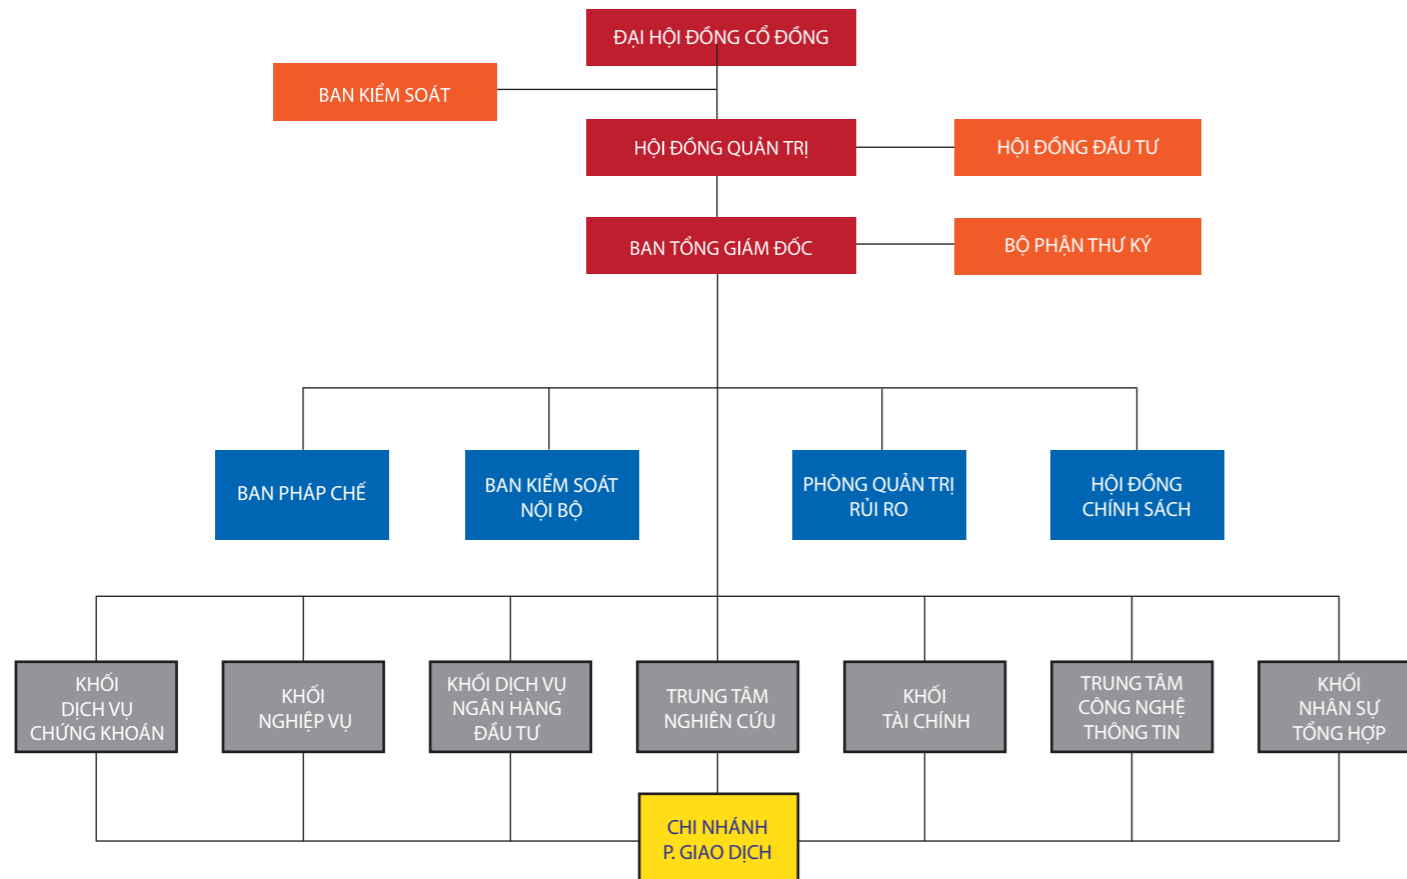 ĐẠI HỘI ĐỒNG CỔ ĐỒNG
BAN KIỂM SOÁT
HỘI ĐỒNG QUẢN TRỊ
HỘI ĐỒNG ĐẦU TƯ
BAN TỔNG GIÁM ĐỐC
BỘ PHẬN THƯ KÝ
BAN PHÁP CHẾ
BAN KIỂM SOÁT
NỘI BỘ
PHÒNG QUẢN TRỊ
RỦI RO
HỘI ĐỒNG
CHÍNH SÁCH
KHỐI
DỊCH VỤ
CHỨNG KHOÁN
KHỐI
NGHIỆP VỤ
KHỐI DỊCH VỤ
NGÂN HÀNG
ĐẦU TƯ
TRUNG TÂM
NGHIÊN CỨU
KHỐI
TÀI CHÍNH
TRUNG TÂM
CÔNG NGHỆ
THÔNG TIN
KHỐI
NHÂN SỰ
TỔNG HỢP
CHI NHÁNH
P. GIAO DỊCH